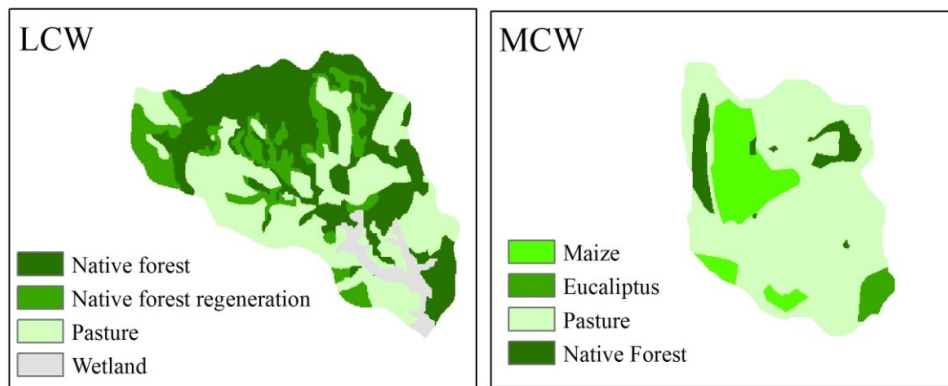 LCW
Native forest
Native forest regeneration
Pasture
Wetland
MCW
Maize
Eucaliptus
Pasture
Native Forest